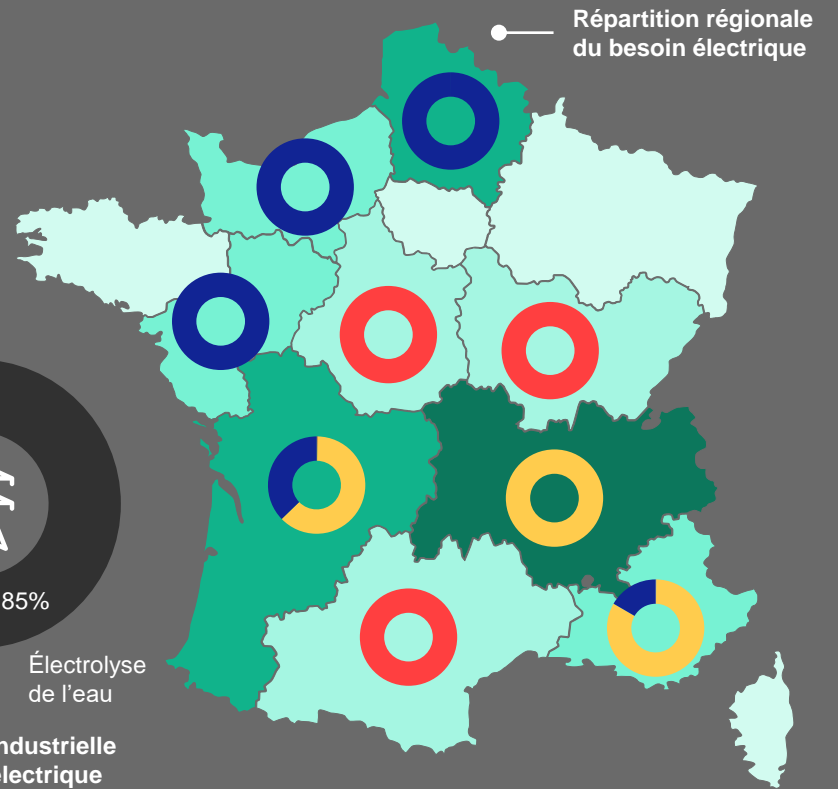 Répartition régionale
du besoin électrique
85%
Électrolyse
de l'eau
ndustrielle
électrique